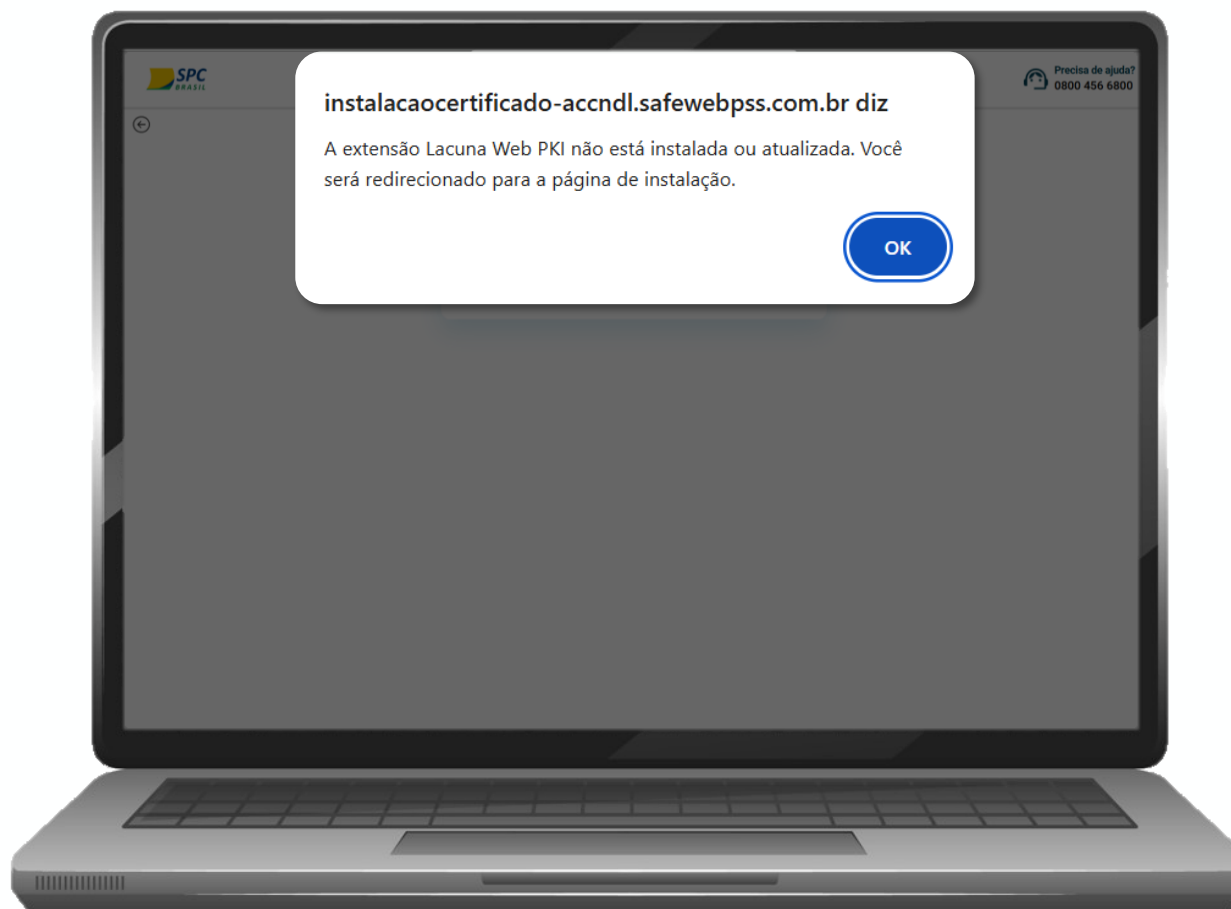 SPC
BRASIL
Precisa de ajuda?
0800 456 6800
instalacaocertificado-accndl.safewebpss.com.br diz
A extensão Lacuna Web PKI não está instalada ou atualizada. Você
será redirecionado para a página de instalação.
OK